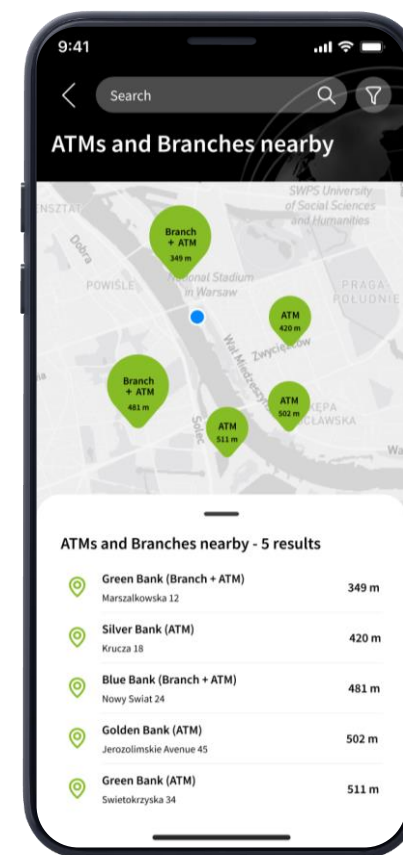 9:41
Search
ATMs and Branches nearby
SWPS University
of Social Sciences
and Humanities
Dobra
POWIŚLE
Branch
+ ATM
349 m
National Stadium
in Warsaw
PRAGA-
POŁUDNIE
ATM
420 m
Zwycięzców
Wał Miedzeszyński
Branch
+ ATM
481 m
Solec
ATM
511 m
ATM
502 m
KĘPA
Wa
ATMs and Branches nearby - 5 results
Green Bank (Branch + ATM)
349 m
Marszalkowska 12
Silver Bank (ATM)
420 m
Krucza 18
Blue Bank (Branch + ATM)
481 m
Nowy Swiat 24
Golden Bank (ATM)
502 m
Jerozolimskie Avenue 45
Green Bank (ATM)
511 m
Swietokrzyska 34